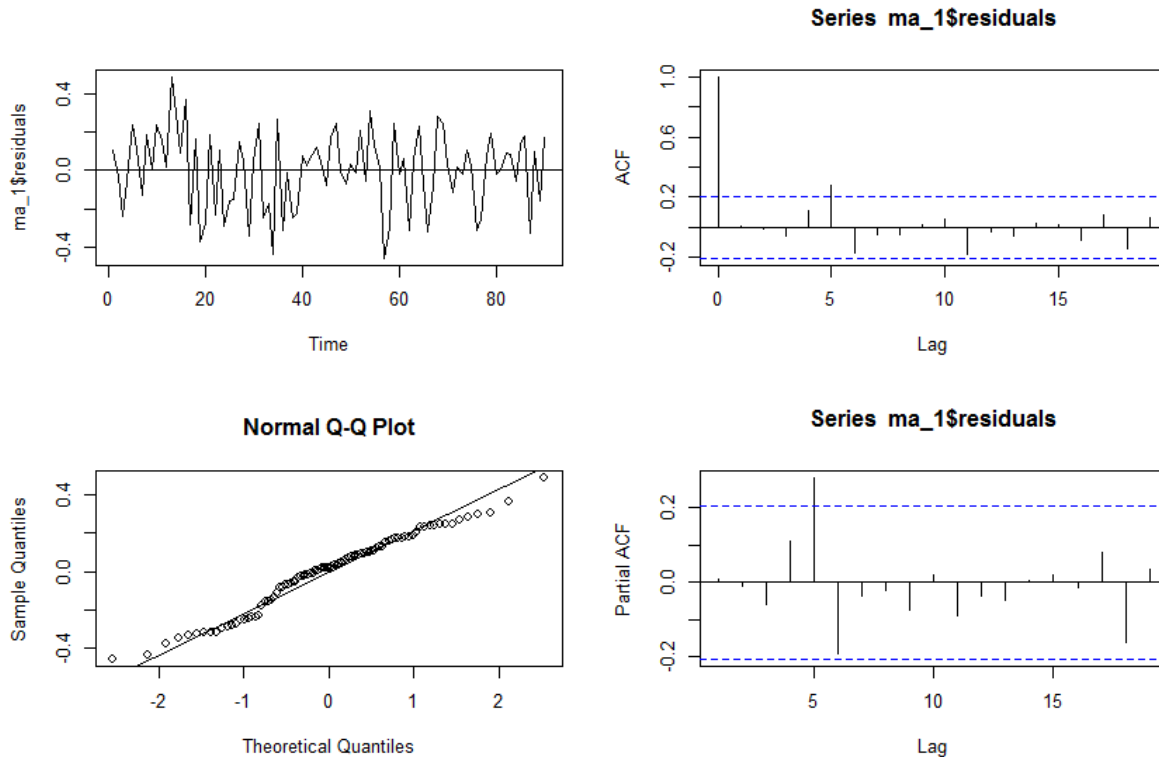 ma_1$residuals
0.4
0.0
-0.4
0 20 40 60 80
Time
Series ma_1$residuals
ACF
1.0
0.6
0.2
-0.2
0 5 10 15
Lag
Normal Q-Q Plot
Sample Quantiles
0.4
0.0
-0.4
-2 -1 0 1 2
Theoretical Quantiles
Series ma_1$residuals
Partial ACF
0.2
0.0
-0.2
5 10 15
Lag